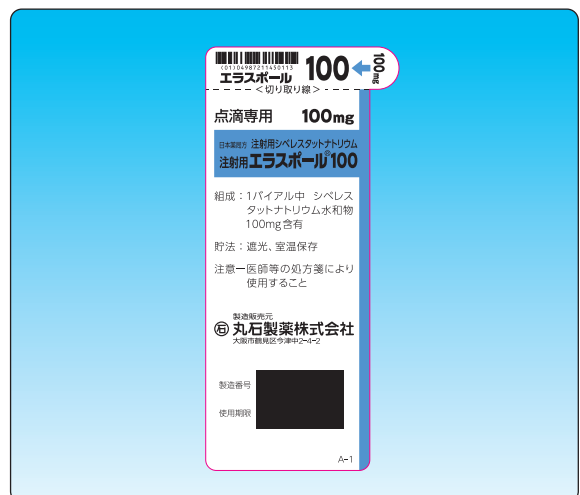 (01)04987211450113
エラスポール 100
100mg
<切り取り線>
点滴専用 100mg
日本薬局方 注射用シベレスタットナトリウム
注射用エラスポール®100
組成：1バイアル中 シベレス
タットナトリウム水和物
100mg含有
貯法：遮光、室温保存
注意－医師等の処方箋により
使用すること
製造販売元
石 丸石製薬株式会社
大阪市鶴見区今津中2-4-2
製造番号
使用期限
A-1